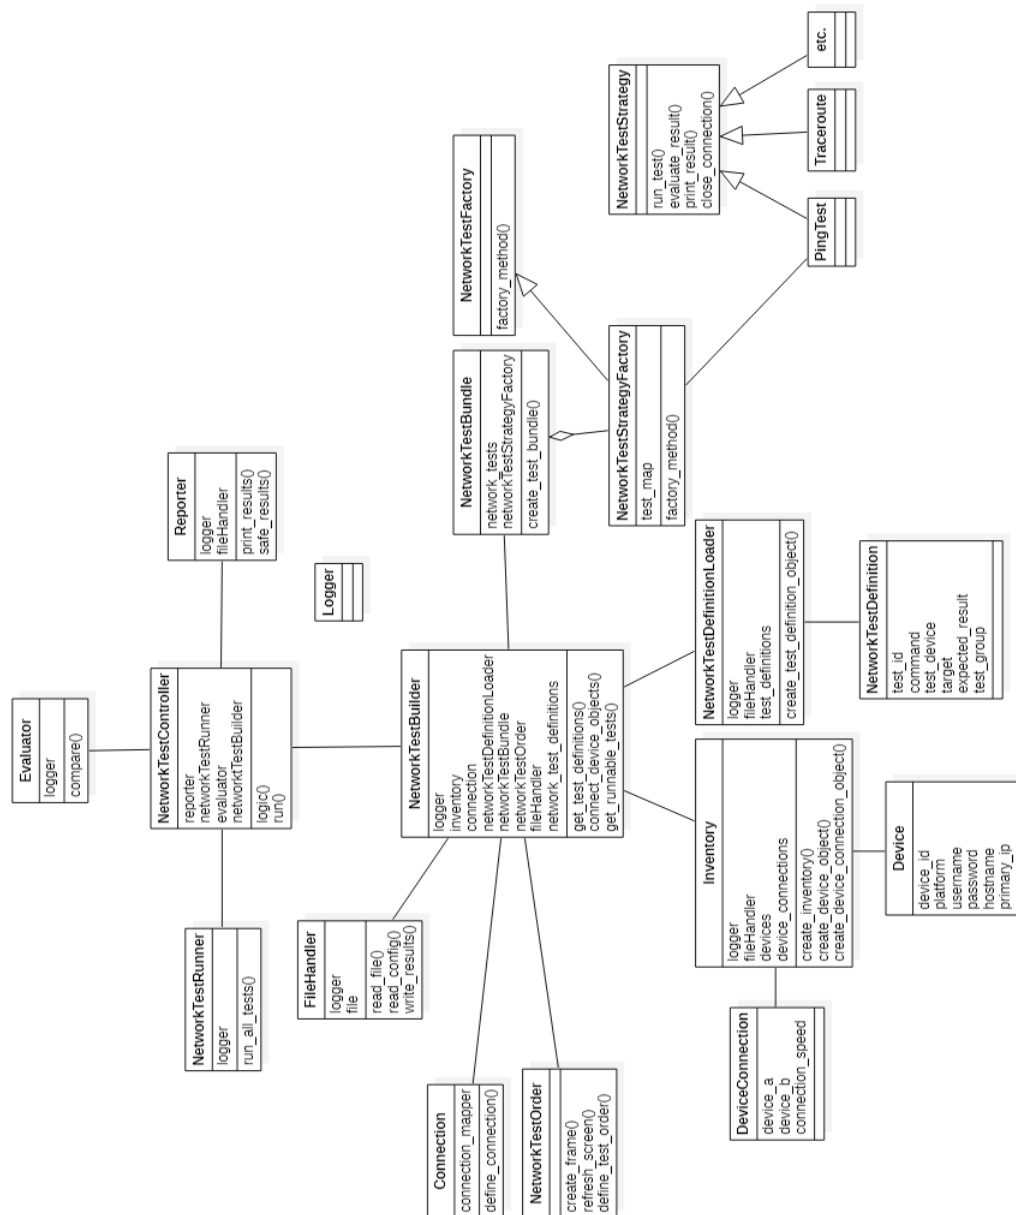 Evaluator
logger
compare()
NetworkTestRunner
logger
run_all_tests()
NetworkTestController
reporter
networkTestRunner
evaluator
networktTestBuilder
logic()
run()
Reporter
logger
fileHandler
print_results()
safe_results()
Logger
FileHandler
logger
file
read_file()
read_config()
write_results()
Connection
connection_mapper
define_connection()
NetworkTestOrder
create_frame()
refresh_screen()
define_test_order()
NetworkTestBuilder
logger
inventory
connection
networkTestDefinitionLoader
networkTestBundle
networkTestOrder
fileHandler
network_test_definitions
get_test_definitions()
connect_device_objects()
get_runnable_tests()
NetworkTestBundle
network_tests
networkTestStrategyFactory
create_test_bundle()
NetworkTestFactory
factory_method()
NetworkTestStrategyFactory
test_map
factory_method()
NetworkTestStrategy
run_test()
evaluate_result()
print_result()
close_connection()
PingTest
Traceroute
etc.
DeviceConnection
device_a
device_b
connection_speed
Inventory
logger
fileHandler
devices
device_connections
create_inventory()
create_device_object()
create_device_connection_object()
NetworkTestDefinitionLoader
logger
fileHandler
test_definitions
create_test_definition_object()
Device
device_id
platform
username
password
hostname
primary_ip
NetworkTestDefinition
test_id
command
test_device
target
expected_result
test_group